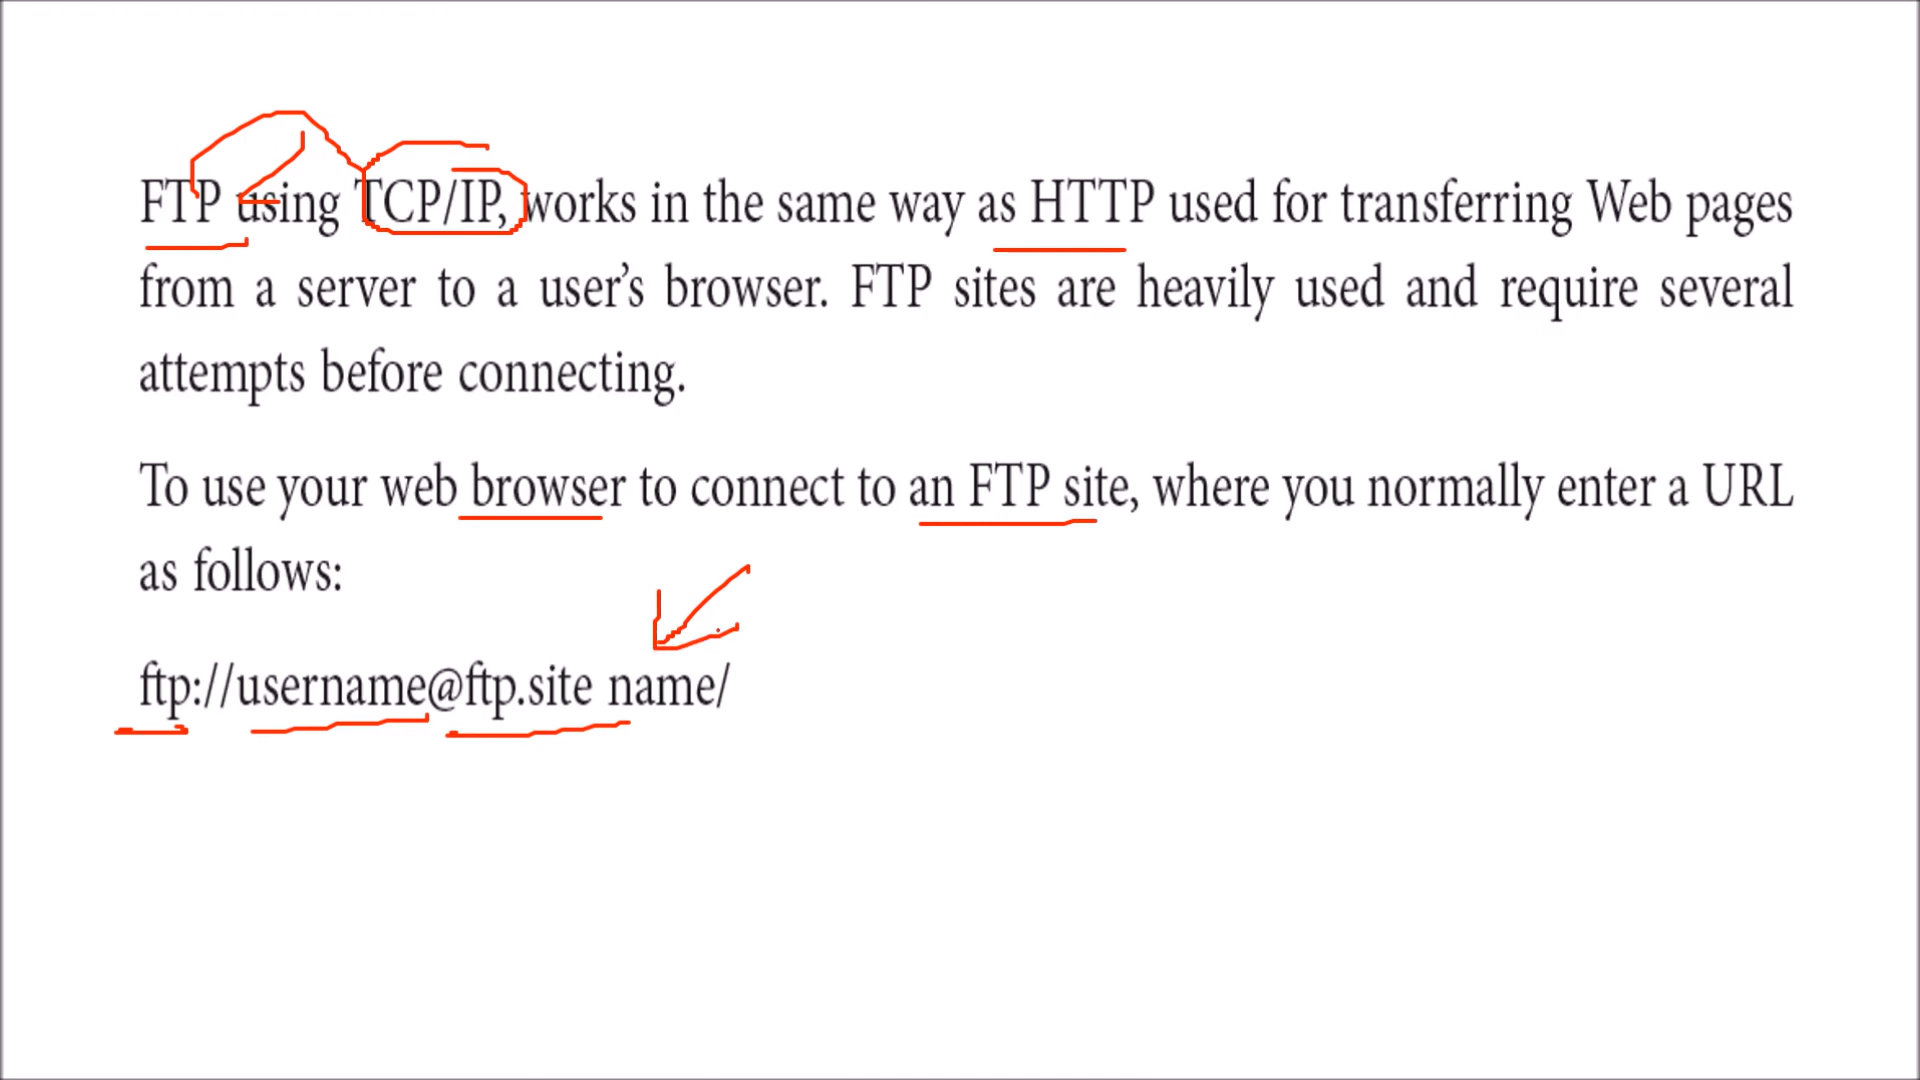 FTP using TCP/IP, works in the same way as HTTP used for transferring Web pages
from a server to a user’s browser. FTP sites are heavily used and require several
attempts before connecting.
To use your web browser to connect to an FTP site, where you normally enter a URL
as follows:
ftp://username@ftp.site name/